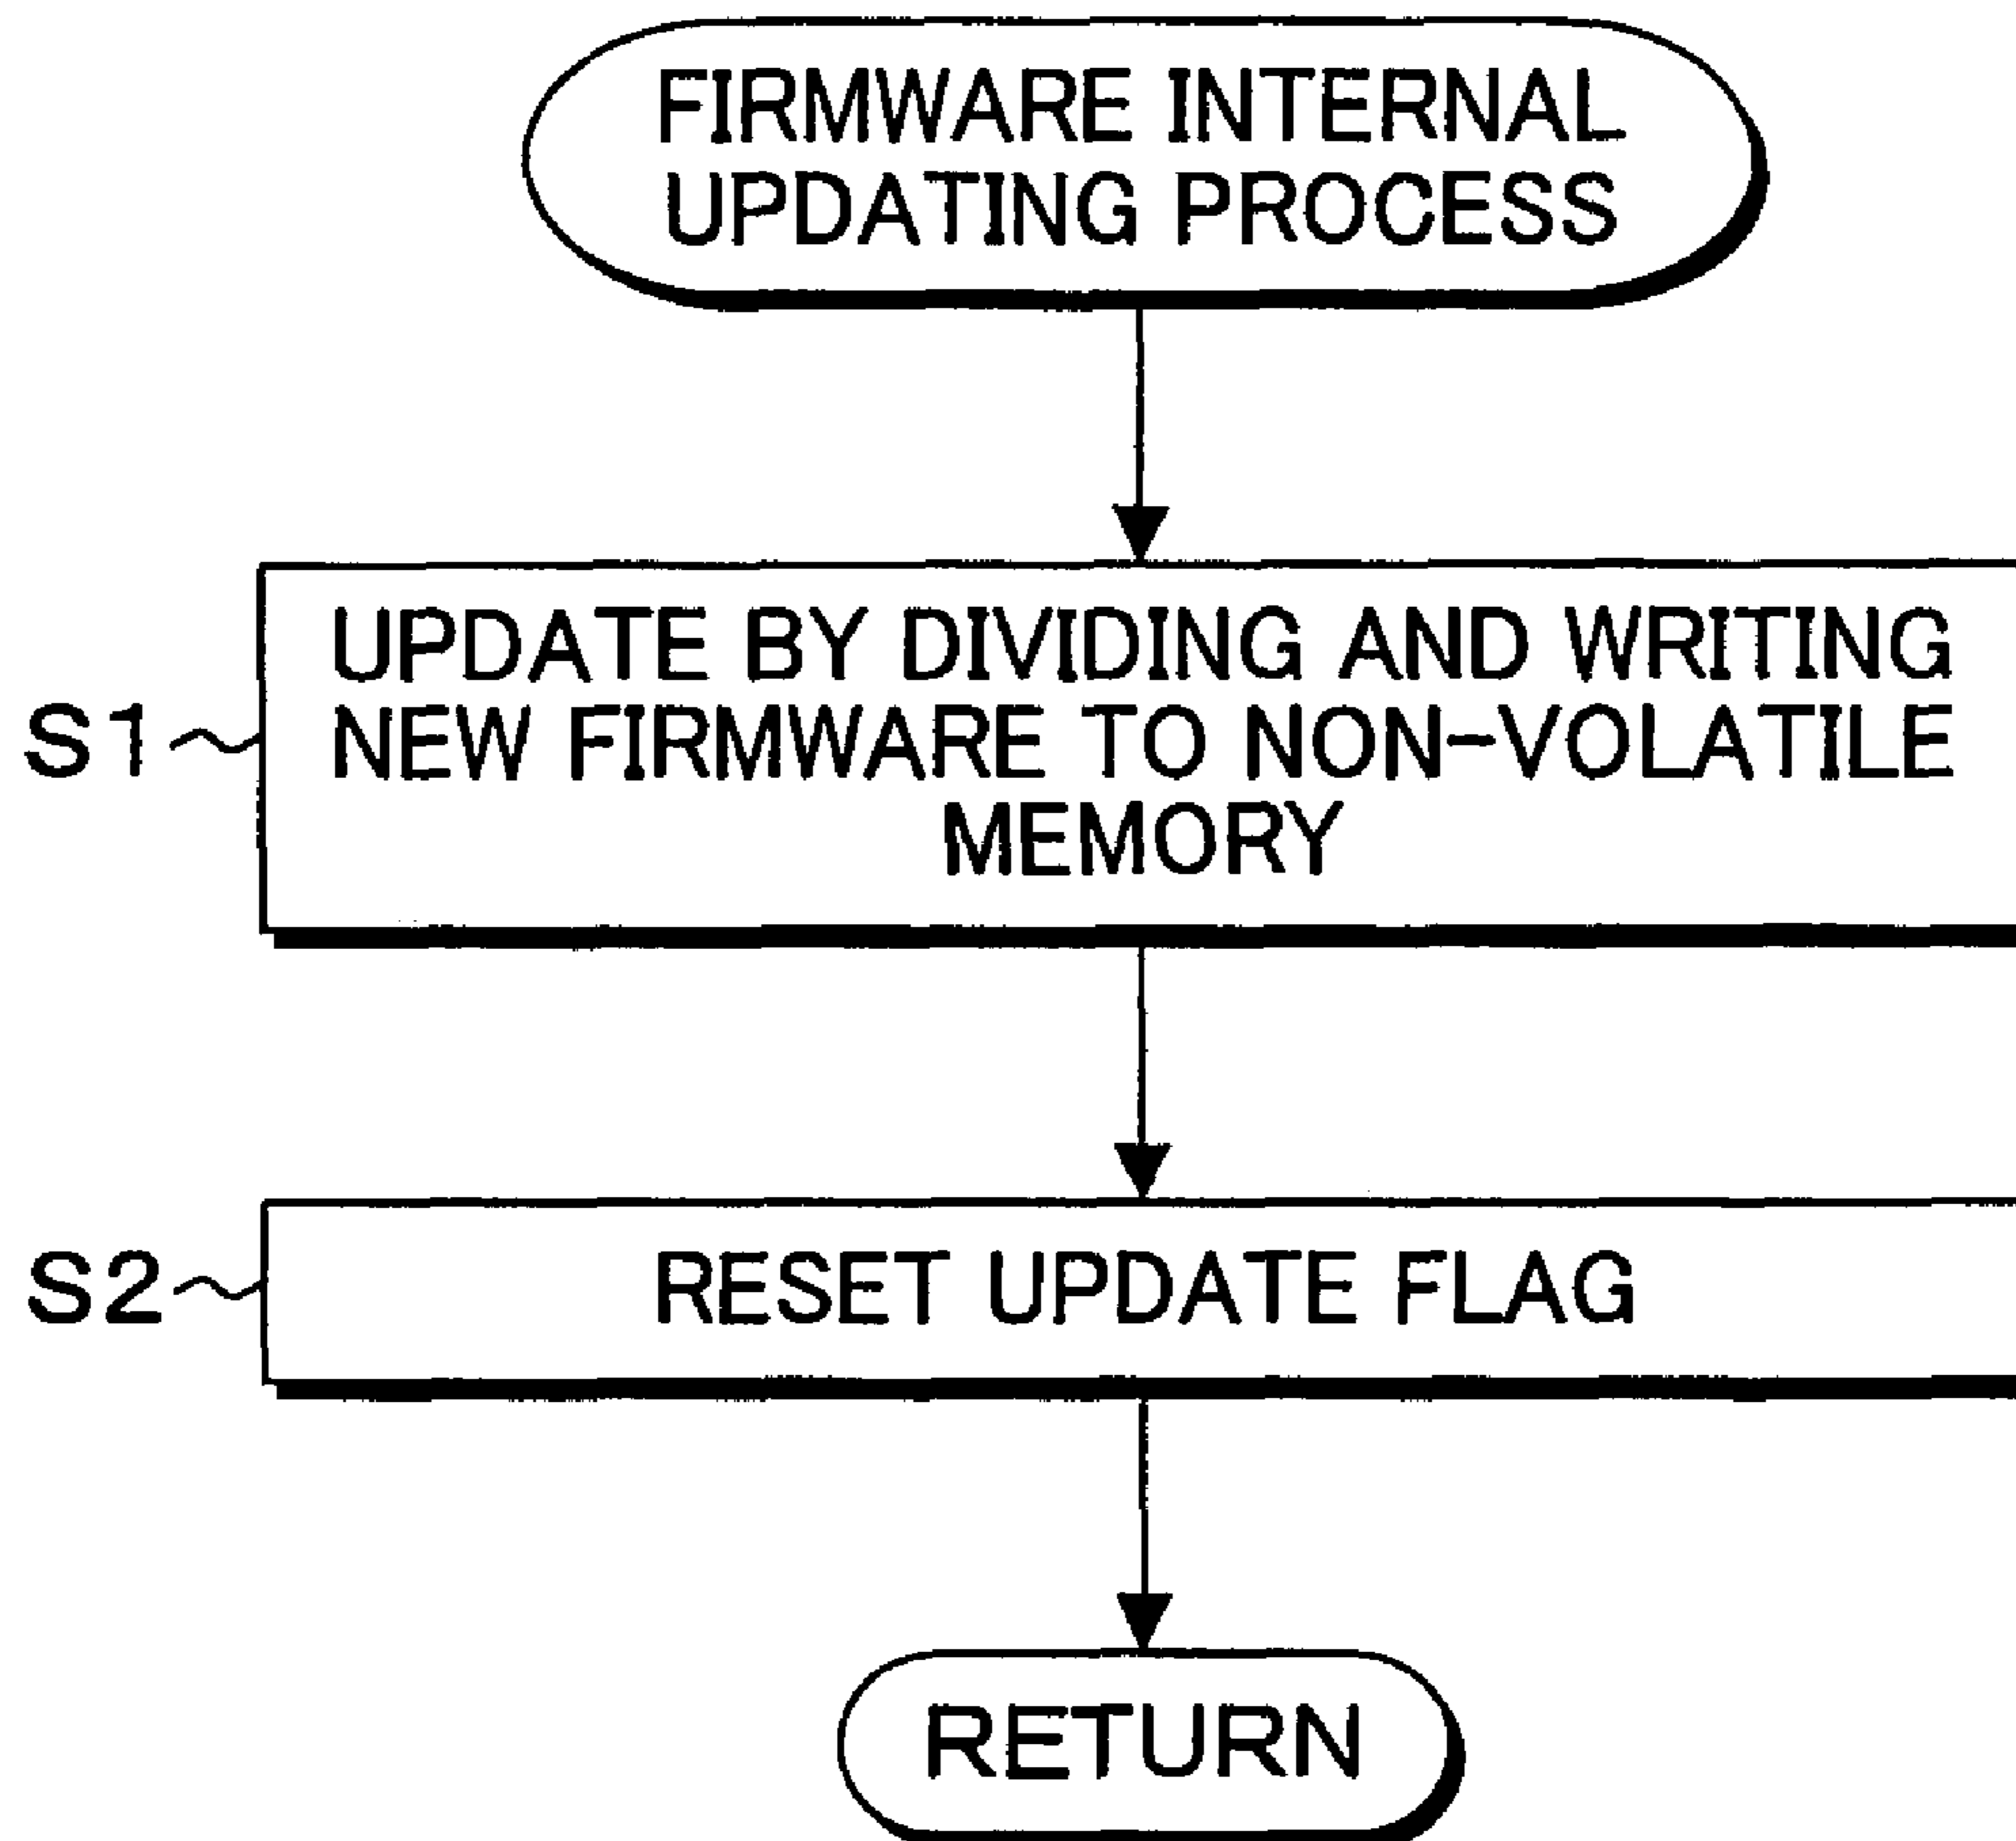 FIRMWARE INTERNAL
UPDATING PROCESS
UPDATE BY DIVIDING AND WRITING
S1 NEW FIRMWARE TO NON-VOLATILE
MEMORY
S2 RESET UPDATE FLAG
RETURN